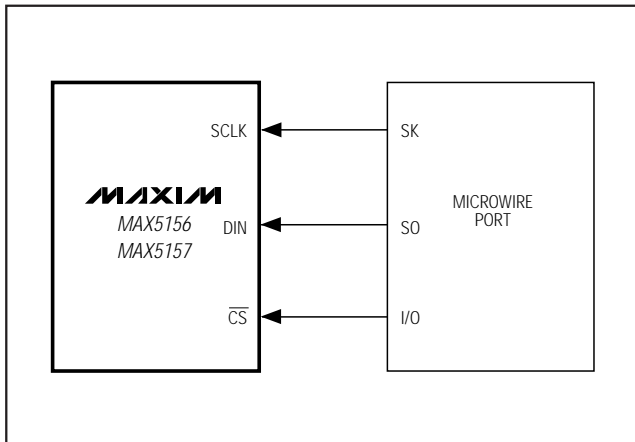 SCLK
SK
MAXIM
MAX5156
MAX5157
DIN
SO
MICROWIRE
PORT
CS
I/O